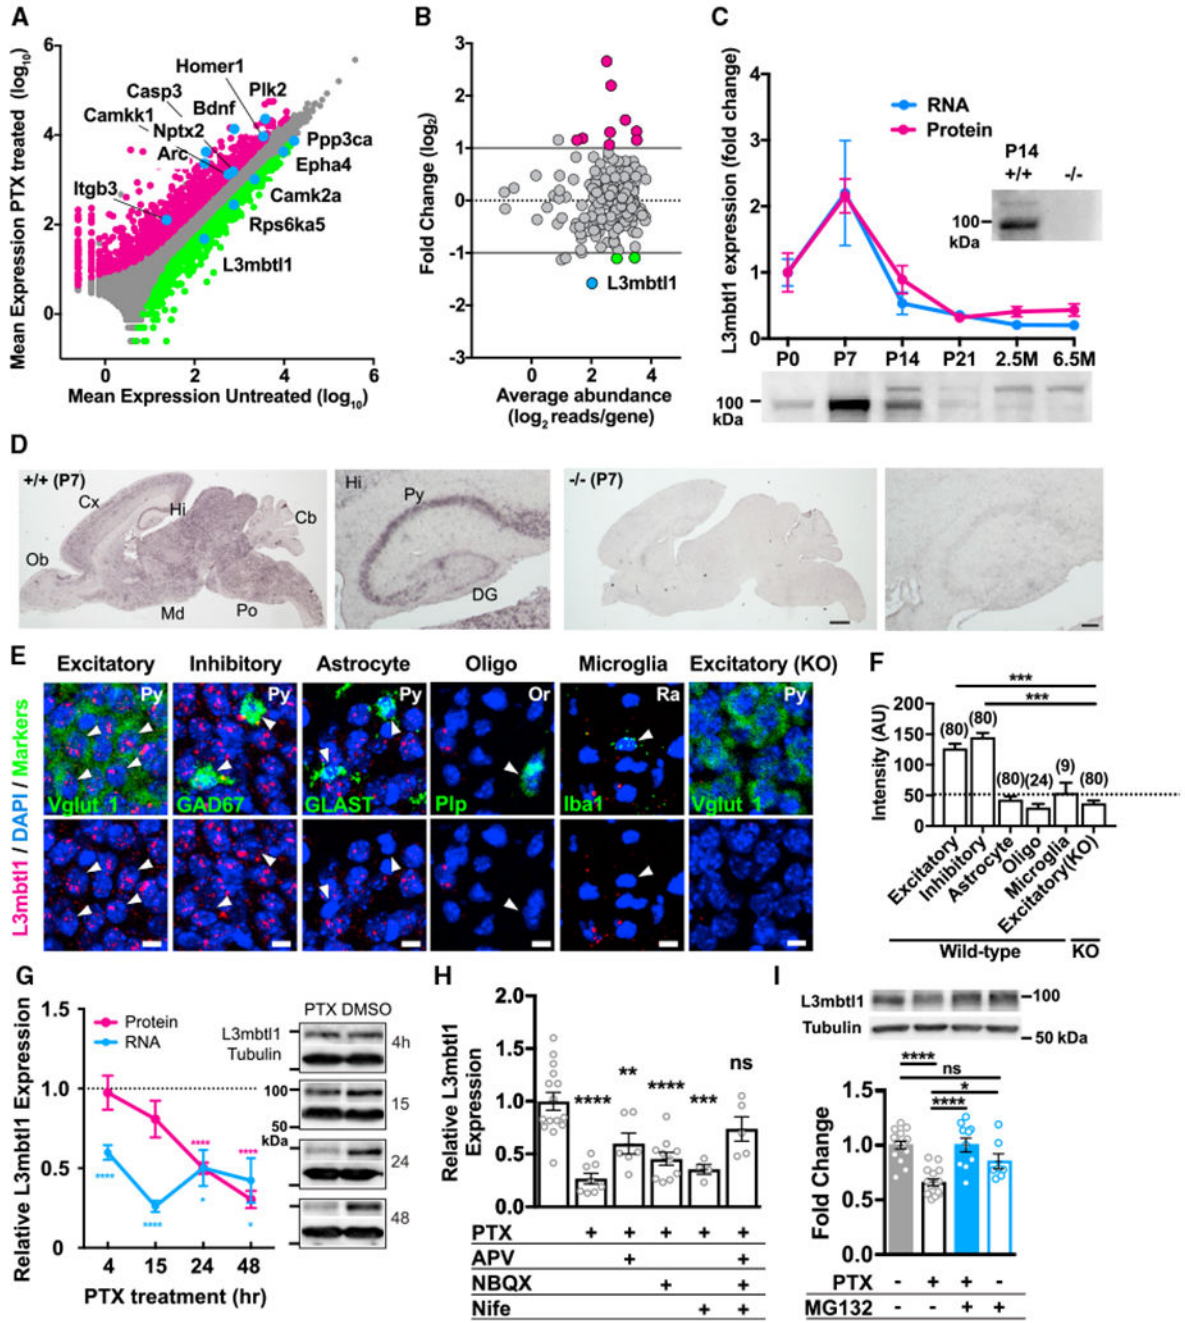 A
Mean Expression PTX treated (log10)
6
4
2
0
0
2
4
6
Mean Expression Untreated (log10)
Homer1
Casp3
Plk2
Camkk1
Bdnf
Nptx2
Ppp3ca
Arc
Epha4
Itgb3
Camk2a
Rps6ka5
L3mbtl1
B
Fold Change (log2)
3
2
1
0
-1
-2
-3
L3mbtl1
0
2
4
Average abundance
(log2 reads/gene)
C
L3mbtl1 expression (fold change)
4
3
2
1
0
RNA
Protein
P14
+/+ -/-
100
kDa
P0 P7 P14 P21 2.5M 6.5M
100
kDa
D
+/+ (P7)
Cx
Hi
Cb
Ob
Md
Po
Hi
Py
DG
-/- (P7)
E
L3mbtl1 / DAPI / Markers
Excitatory Inhibitory Astrocyte Oligo Microglia Excitatory (KO)
Py Py Py Or Ra Py
Vglut 1 GAD67 GLAST Plp Iba1 Vglut 1
F
Intensity (AU)
200
150
100
50
0
***
***
(80) (80) (80) (24) (9) (80)
Excitatory
Inhibitory
Astrocyte
Oligo
Microglia
Excitatory(KO)
Wild-type KO
G
Relative L3mbtl1 Expression
1.5
1.0
0.5
0
Protein
RNA
****
****
****
*
****
*
4 15 24 48
PTX treatment (hr)
PTX DMSO
L3mbtl1
Tubulin
4h
100
50
kDa
15
24
48
H
Relative L3mbtl1
Expression
2.0
1.5
1.0
0.5
0.0
**** ** **** *** ns
PTX + + + + +
APV + +
NBQX + +
Nife + +
I
L3mbtl1
100
Tubulin
50 kDa
****
ns
*
****
Fold Change
1.5
1.0
0.5
0.0
PTX - + + -
MG132 - - + +